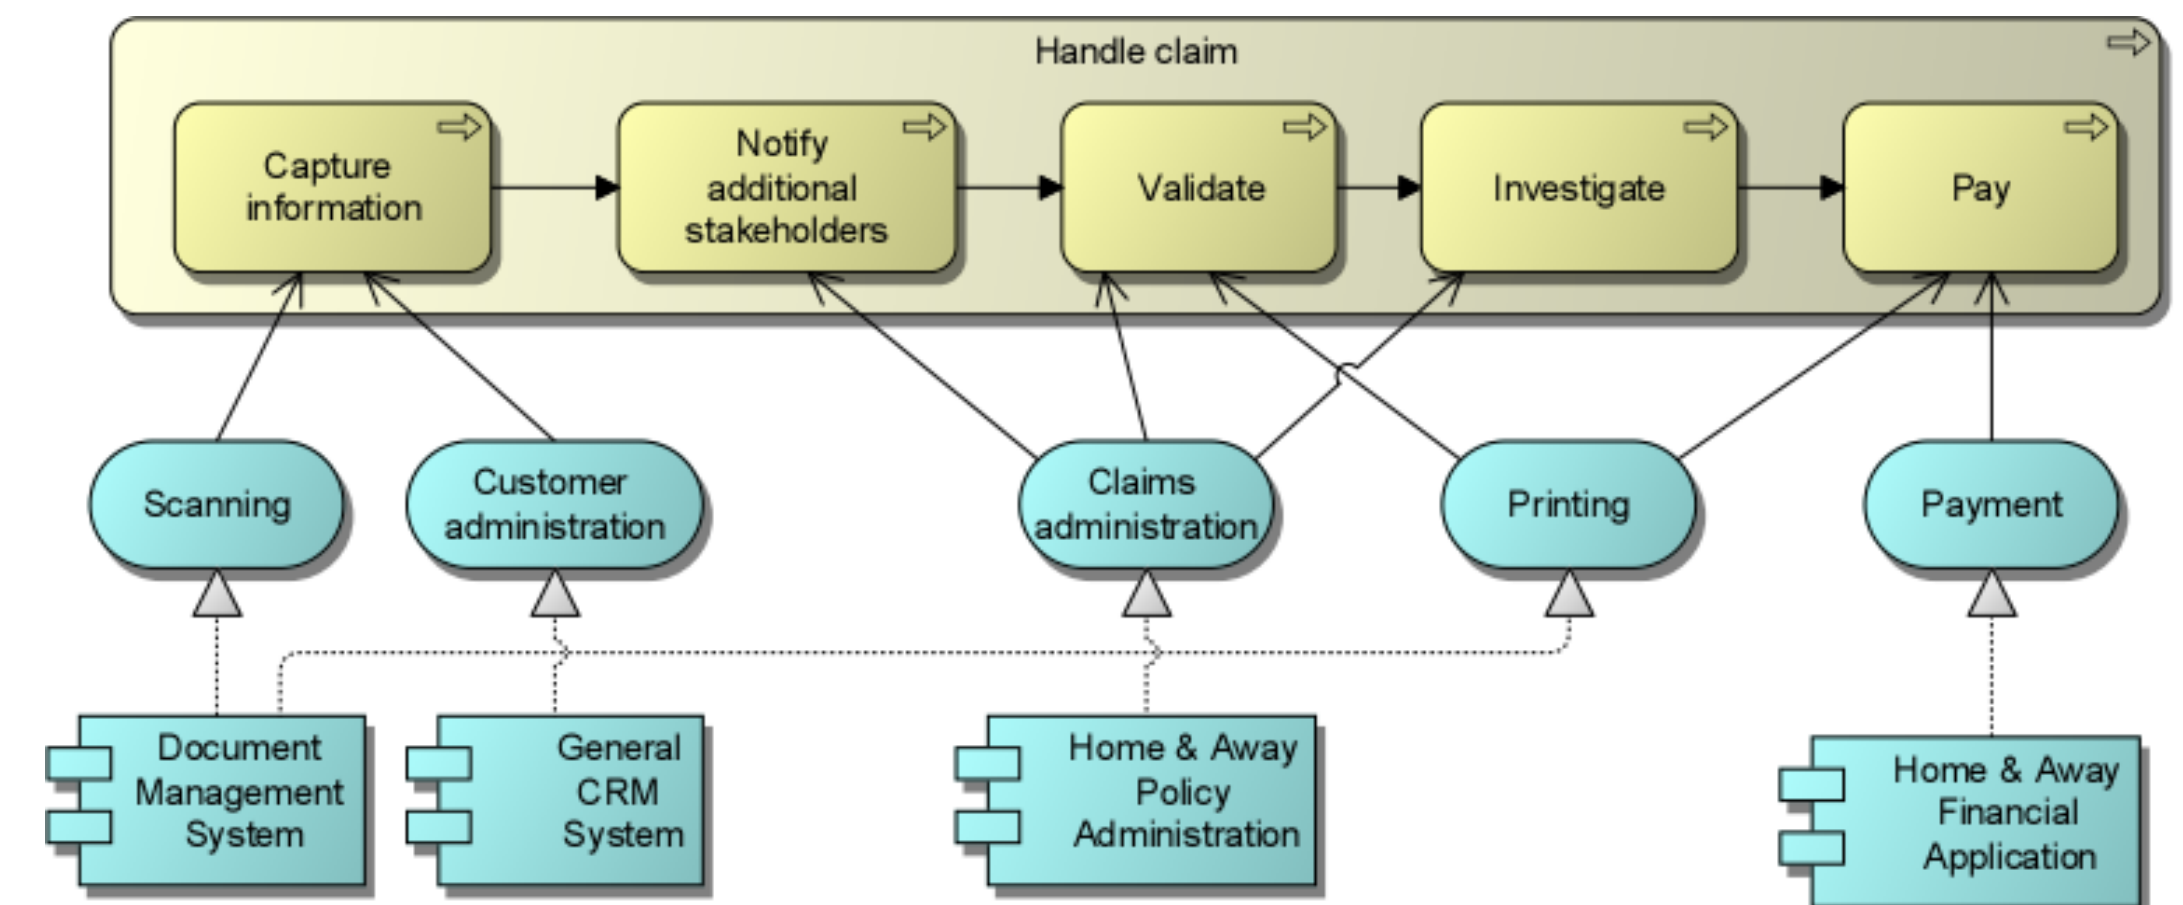 Handle claim
Capture
information
Notify
additional
stakeholders
Validate
Investigate
Pay
Scanning
Customer
administration
Claims
administration
Printing
Payment
Document
Management
System
General
CRM
System
Home & Away
Policy
Administration
Home & Away
Financial
Application